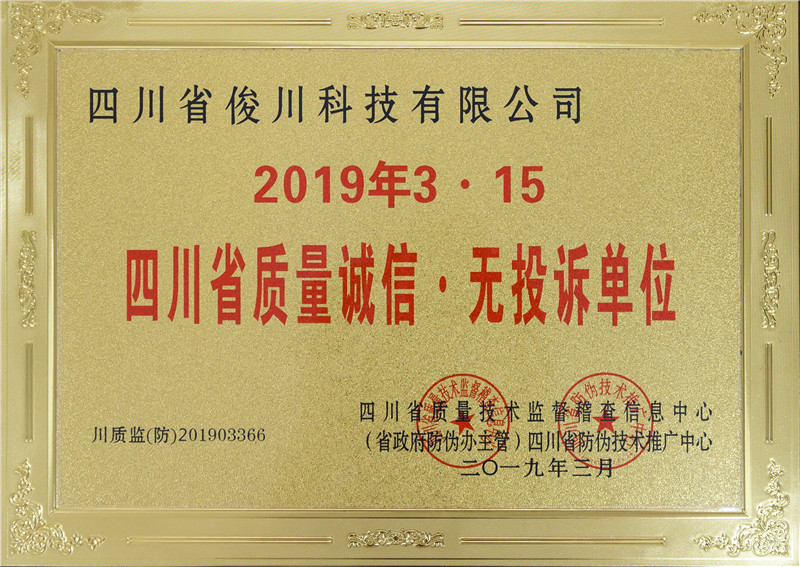 四川省俊川科技有限公司
2019年3·15
四川省质量诚信·无投诉单位
川质监(防)201903366
四川省质量技术监督稽查信息中心
（省政府防伪办主管）四川省防伪技术推广中心
二〇一九年三月